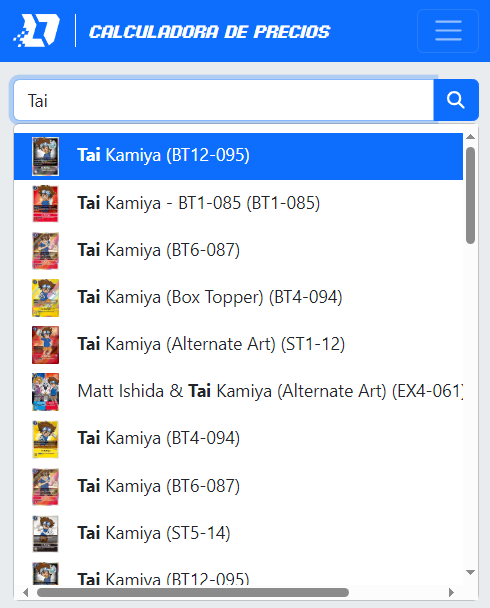 CALCULADORA DE PRECIOS
Tai
Tai Kamiya (BT12-095)
Tai Kamiya - BT1-085 (BT1-085)
Tai Kamiya (BT6-087)
Tai Kamiya (Box Topper) (BT4-094)
Tai Kamiya (Alternate Art) (ST1-12)
Matt Ishida & Tai Kamiya (Alternate Art) (EX4-061)
Tai Kamiya (BT4-094)
Tai Kamiya (BT6-087)
Tai Kamiya (ST5-14)
Tai Kamiya (BT12-095)